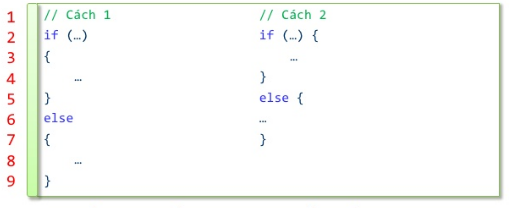 1 // Cách 1 // Cách 2
2 if (…) if (…) {
3 { …
4 … }
5 } else {
6 else …
7 { }
8 …
9 }